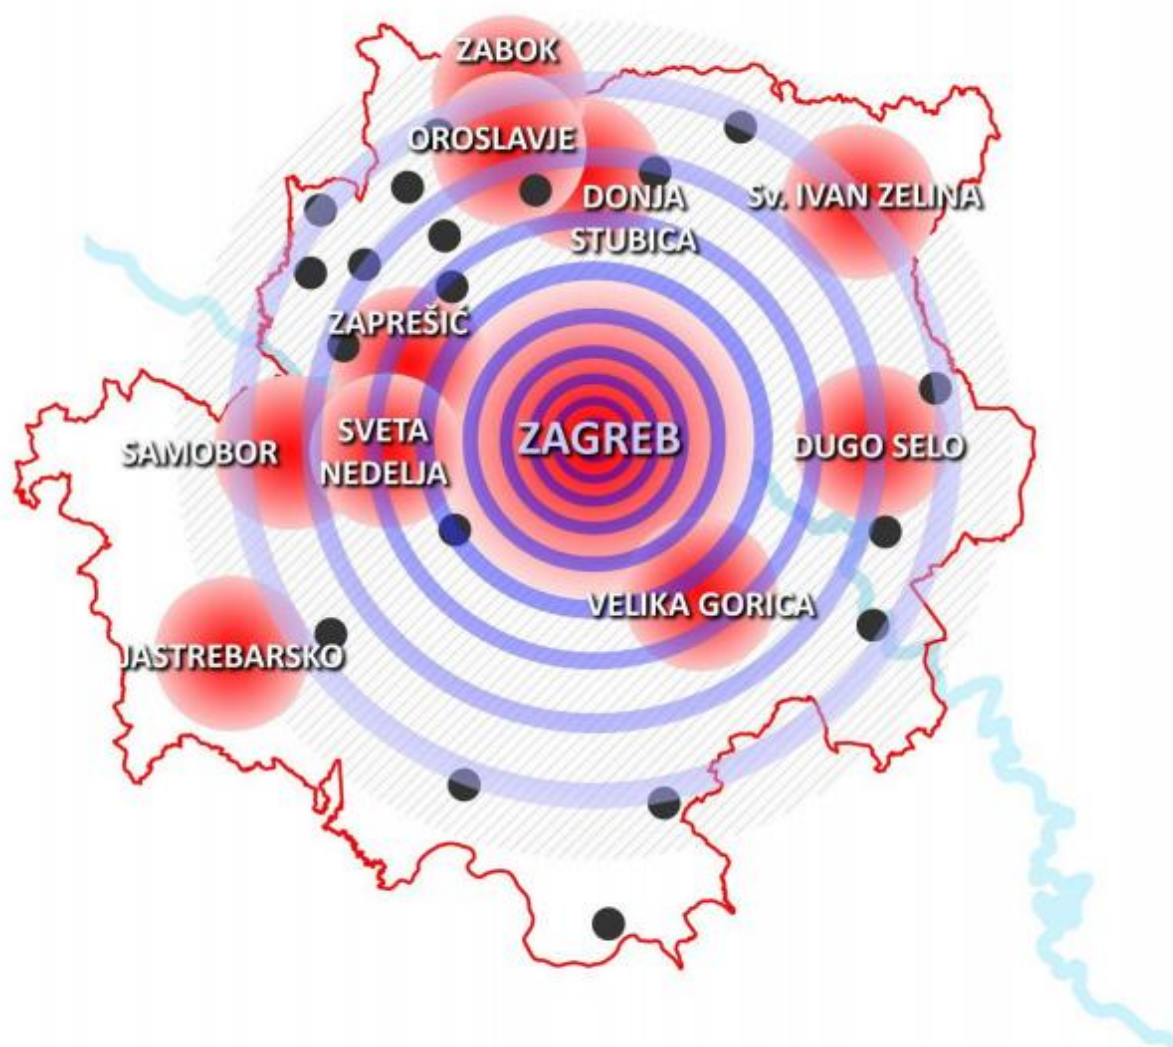 ZABOK
OROSLAVJE
DONJA
STUBICA
Sv. IVAN ZELINA
ZAPREŠIĆ
SAMOBOR
SVETA
NEDELJA
ZAGREB
DUGO SELO
VELIKA GORICA
JASTREBARSKO